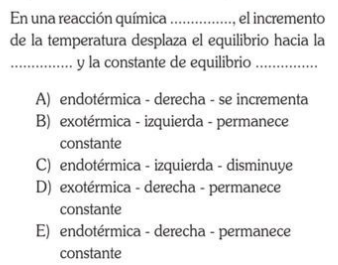 En una reacción química ..............., el incremento
de la temperatura desplaza el equilibrio hacia la
............... y la constante de equilibrio ...............
A) endotérmica - derecha - se incrementa
B) exotérmica - izquierda - permanece
constante
C) endotérmica - izquierda - disminuye
D) exotérmica - derecha - permanece
constante
E) endotérmica - derecha - permanece
constante